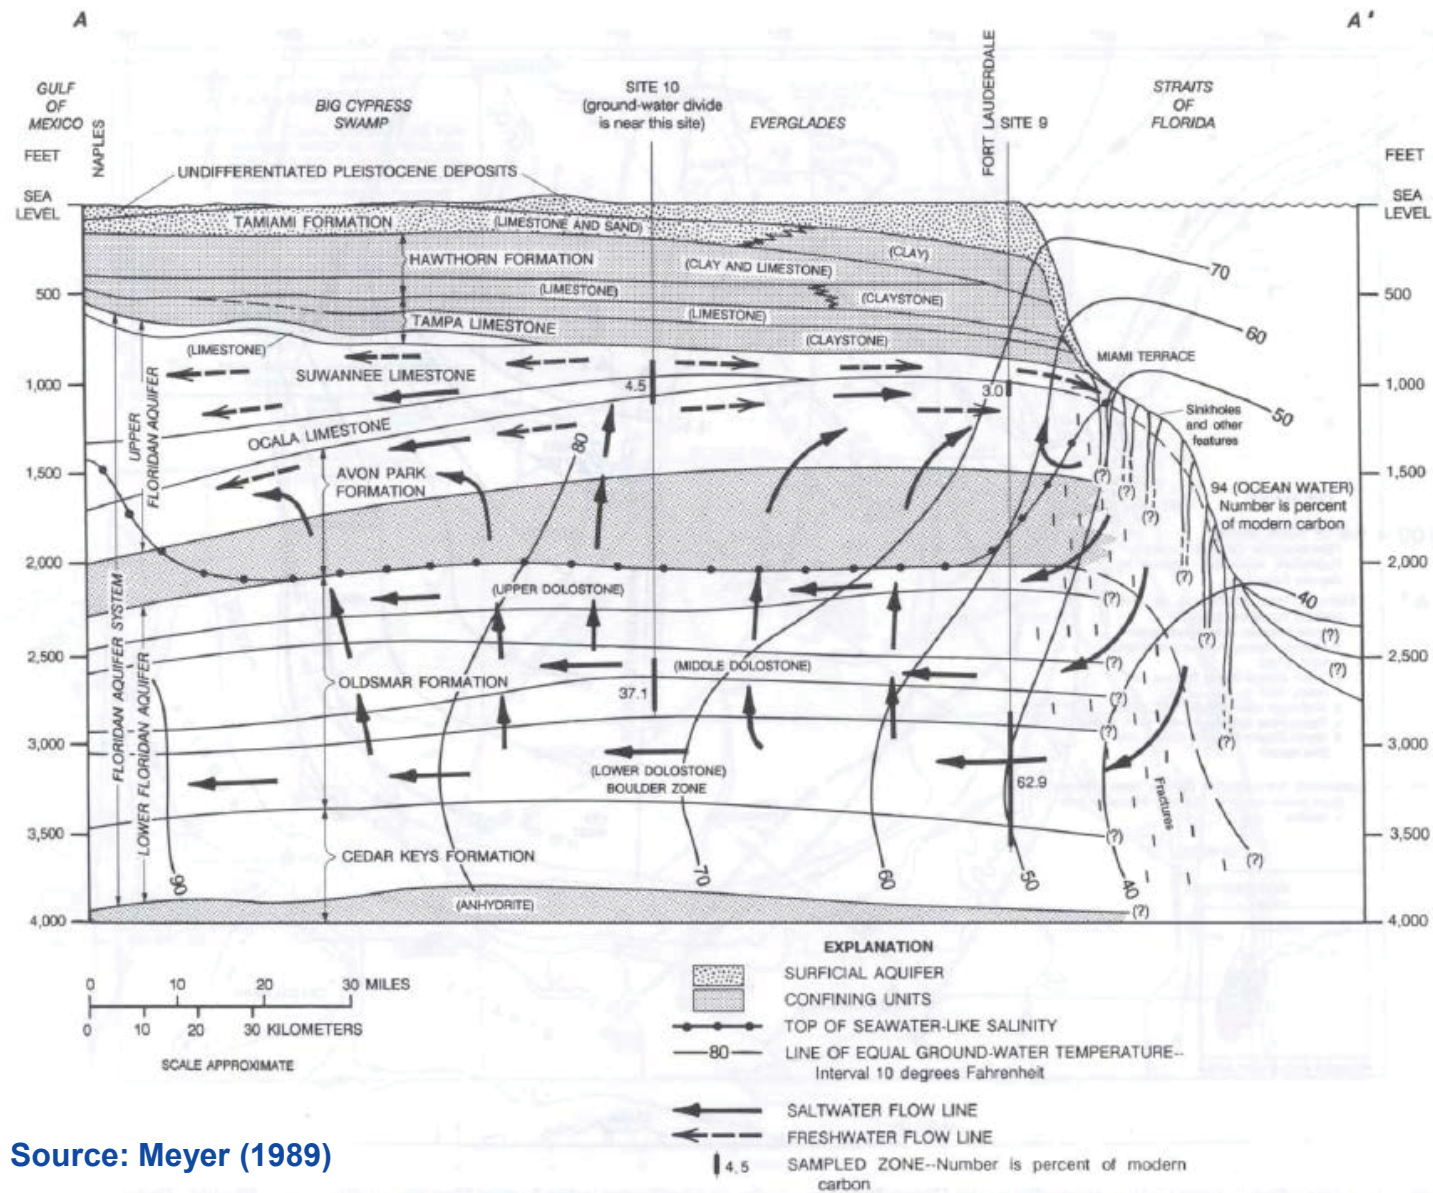 A
A'
GULF
OF
MEXICO
FEET
SEA
LEVEL
NAPLES
BIG CYPRESS
SWAMP
SITE 10
(ground-water divide
is near this site)
EVERGLADES
FORT LAUDERDALE
SITE 9
STRAITS
OF
FLORIDA
FEET
SEA
LEVEL
UNDIFFERENTIATED PLEISTOCENE DEPOSITS
TAMIAMI FORMATION
(LIMESTONE AND SAND)
HAWTHORN FORMATION
(CLAY AND LIMESTONE)
(CLAY)
70
500
(LIMESTONE)
(CLAYSTONE)
500
TAMPA LIMESTONE
(LIMESTONE)
60
(LIMESTONE)
(CLAYSTONE)
MIAMI TERRACE
SUWANNEE LIMESTONE
1,000
4.5
3.0
1,000
50
Sinkholes
and other
features
OCALA LIMESTONE
80
UPPER
FLORIDAN AQUIFER
AVON PARK
FORMATION
1,500
(?)
1,500
(?)
(?)
94 (OCEAN WATER)
Number is percent
of modern carbon
2,000
2,000
(?)
(UPPER DOLOSTONE)
(?)
40
(?)
(?)
2,500
(MIDDLE DOLOSTONE)
(?)
2,500
(?)
OLDSMAR FORMATION
37.1
(?)
(?)
(?)
3,000
3,000
(LOWER DOLOSTONE)
BOULDER ZONE
62.9
Fractures
FLORIDAN AQUIFER SYSTEM
LOWER FLORIDAN AQUIFER
3,500
(?)
3,500
CEDAR KEYS FORMATION
(?)
90
70
60
50
40
(ANHYDRITE)
(?)
4,000
4,000
0 10 20 30 MILES
0 10 20 30 KILOMETERS
SCALE APPROXIMATE
EXPLANATION
SURFICIAL AQUIFER
CONFINING UNITS
TOP OF SEAWATER-LIKE SALINITY
80 LINE OF EQUAL GROUND-WATER TEMPERATURE--
Interval 10 degrees Fahrenheit
SALTWATER FLOW LINE
FRESHWATER FLOW LINE
4.5 SAMPLED ZONE--Number is percent of modern
carbon
Source: Meyer (1989)